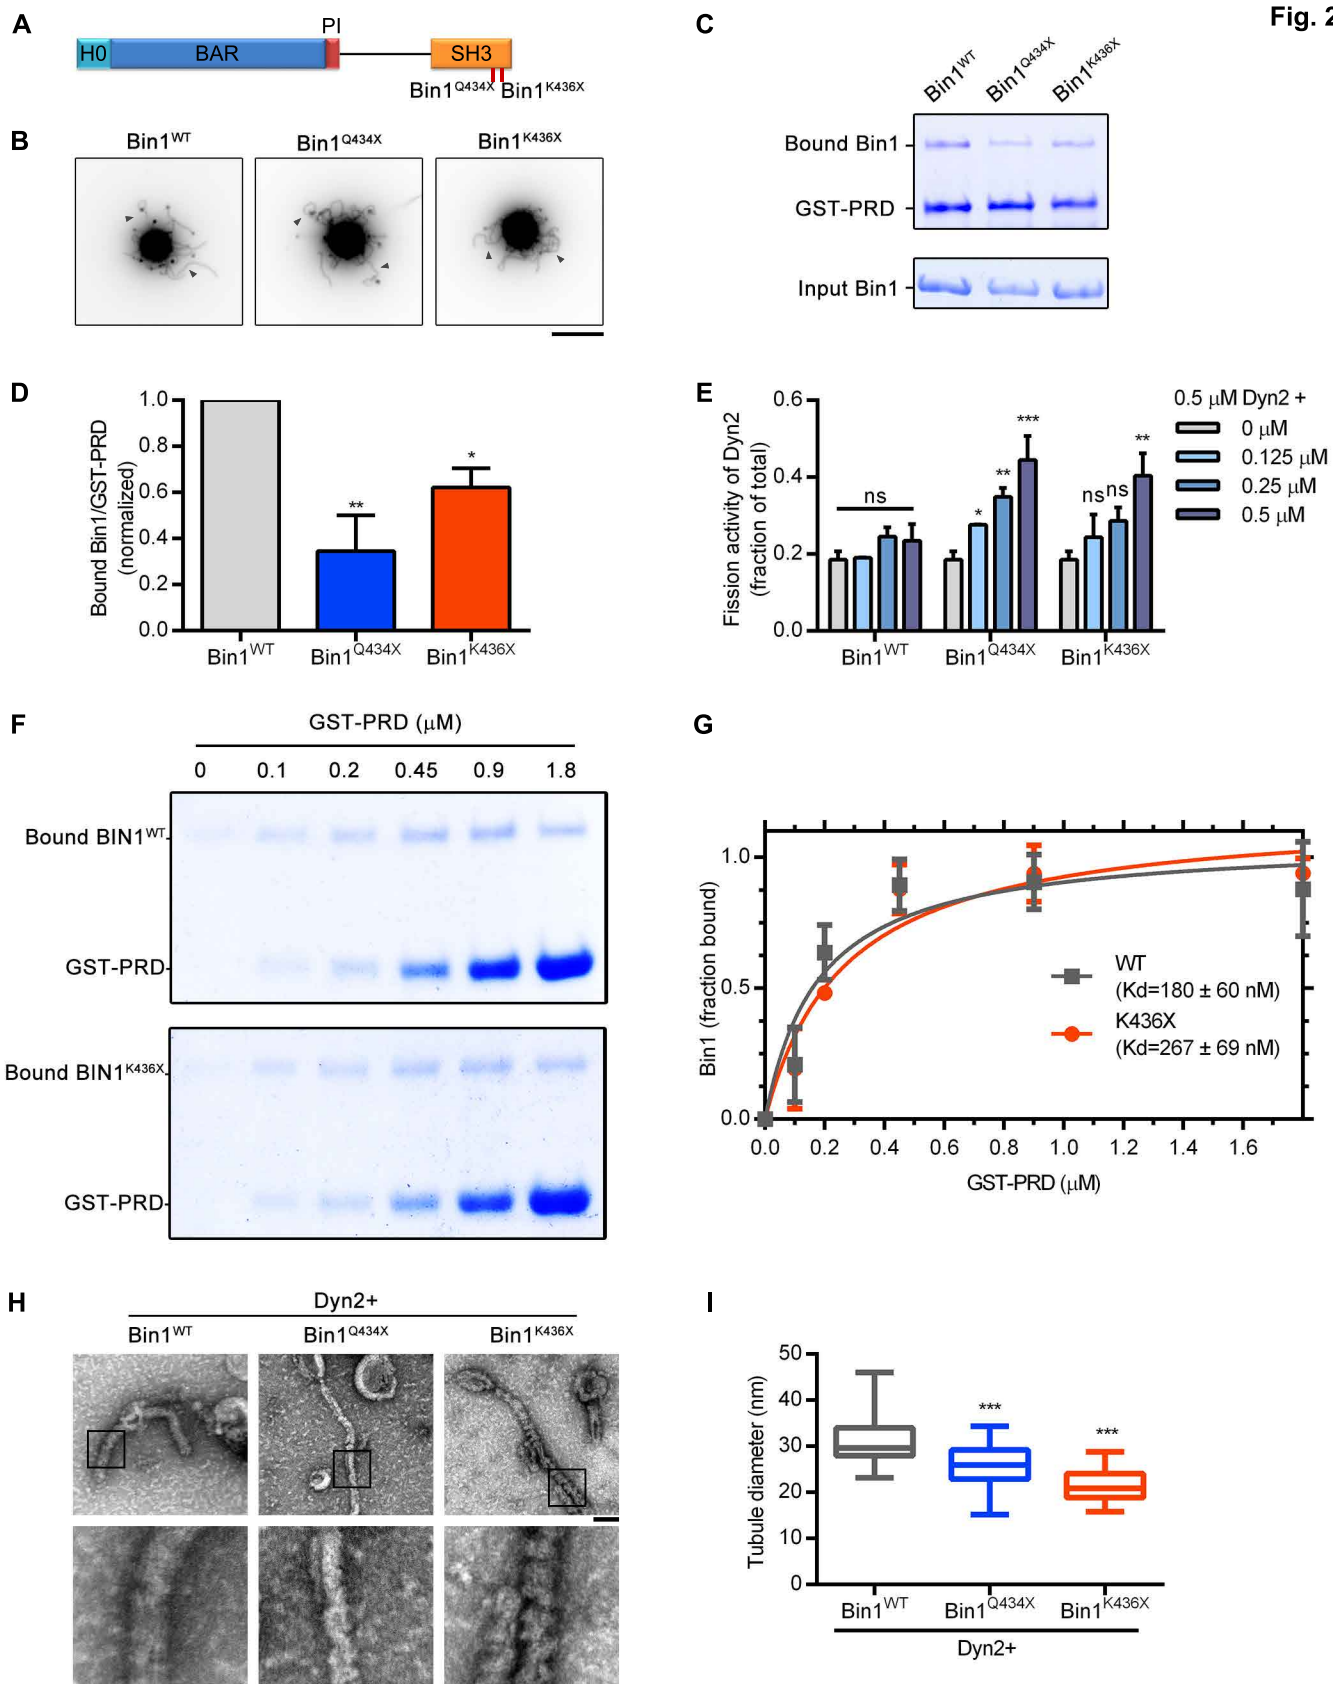 Fig. 2
A
PI
H0 BAR SH3
Bin1Q434X Bin1K436X
B
Bin1WT Bin1Q434X Bin1K436X
C
Bin1WT Bin1Q434X Bin1K436X
Bound Bin1
GST-PRD
Input Bin1
D
Bound Bin1/GST-PRD
(normalized)
1.0
0.8
0.6
0.4
0.2
0.0
**
*
Bin1WT Bin1Q434X Bin1K436X
E
Fission activity of Dyn2
(fraction of total)
0.6
0.4
0.2
0.0
ns
* ** ***
ns ns **
Bin1WT Bin1Q434X Bin1K436X
0.5 µM Dyn2 +
0 µM
0.125 µM
0.25 µM
0.5 µM
F
GST-PRD (µM)
0 0.1 0.2 0.45 0.9 1.8
Bound BIN1WT
GST-PRD
Bound BIN1K436X
GST-PRD
G
Bin1 (fraction bound)
1.0
0.5
0.0
WT
(Kd=180 ± 60 nM)
K436X
(Kd=267 ± 69 nM)
0.0 0.2 0.4 0.6 0.8 1.0 1.2 1.4 1.6
GST-PRD (µM)
H
Dyn2+
Bin1WT Bin1Q434X Bin1K436X
I
Tubule diameter (nm)
50
40
30
20
10
0
***
***
Bin1WT Bin1Q434X Bin1K436X
Dyn2+